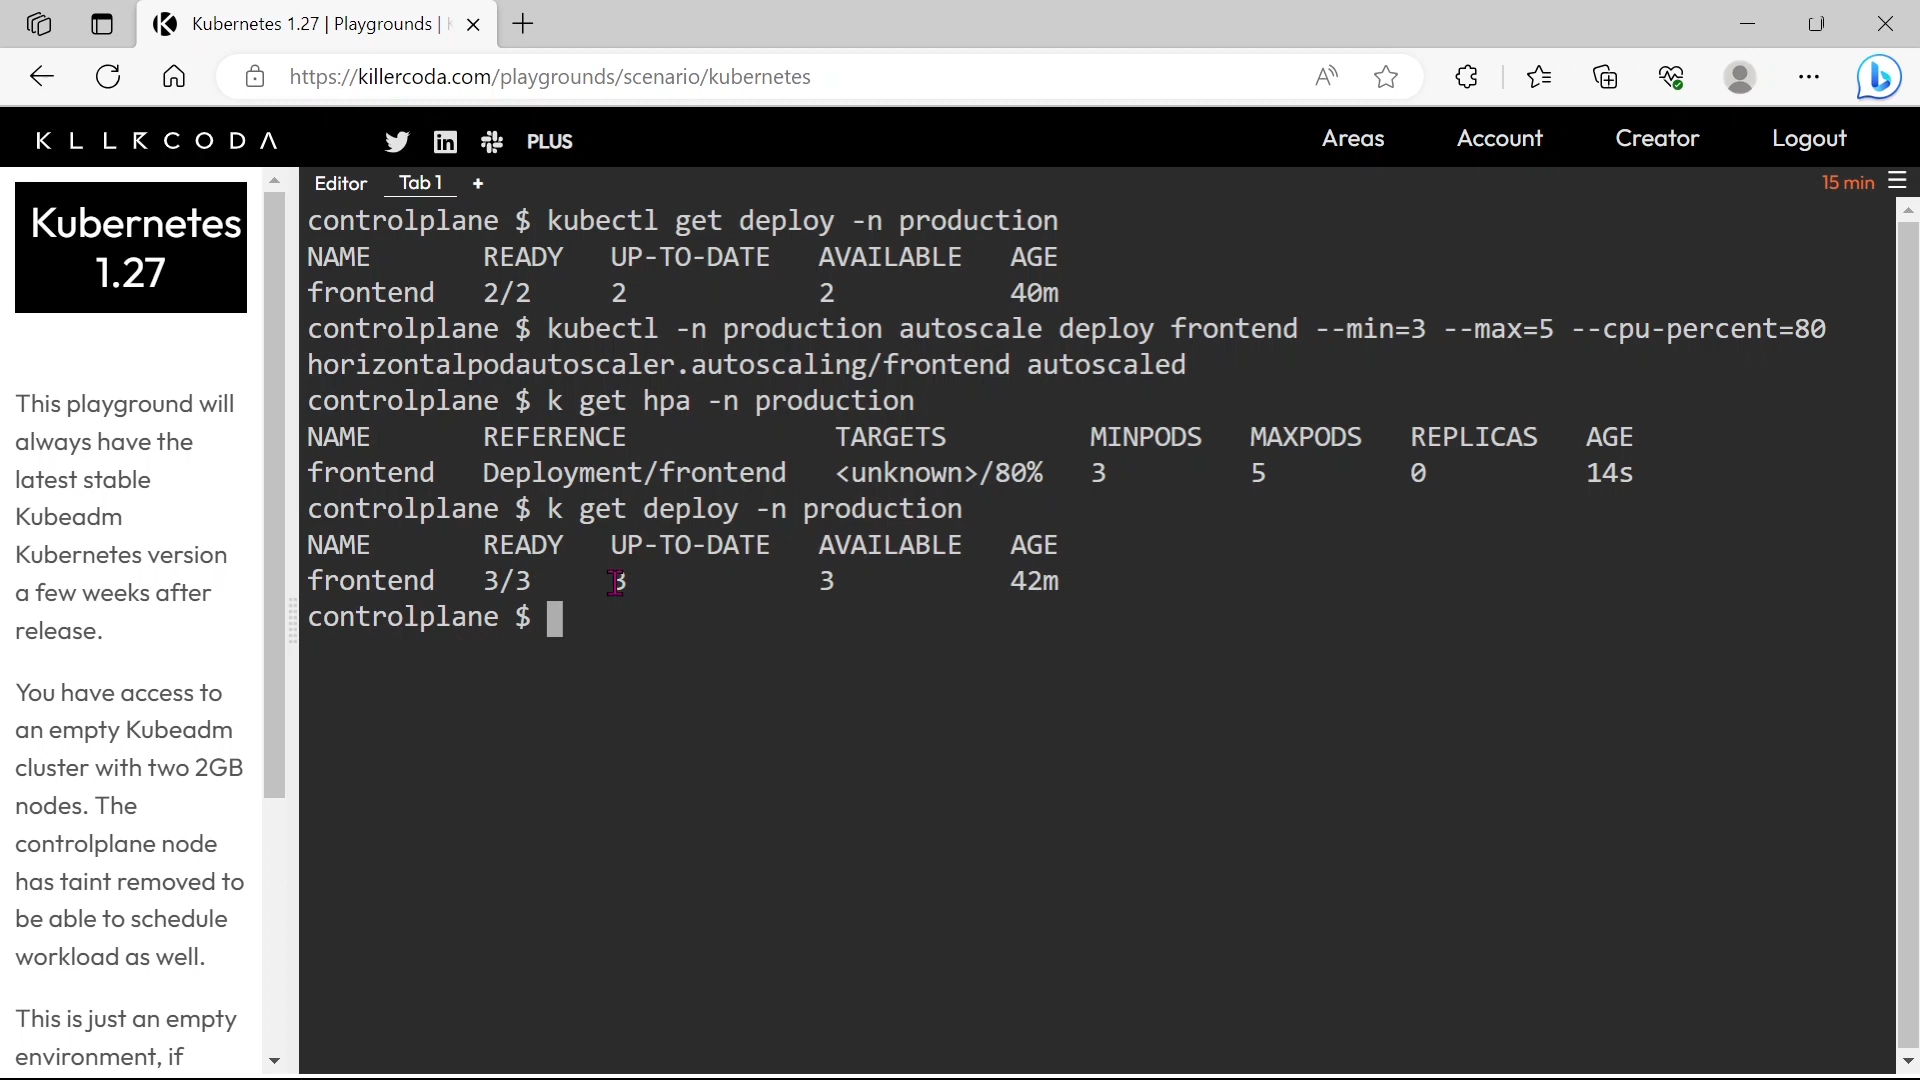 Kubernetes 1.27 | Playgrounds |
https://killercoda.com/playgrounds/scenario/kubernetes
KLLRCODA
PLUS
Areas
Account
Creator
Logout
Kubernetes
1.27
This playground will
always have the
latest stable
Kubeadm
Kubernetes version
a few weeks after
release.
You have access to
an empty Kubeadm
cluster with two 2GB
nodes. The
controlplane node
has taint removed to
be able to schedule
workload as well.
This is just an empty
environment, if
Editor Tab 1 +
15 min
controlplane $ kubectl get deploy -n production
NAME READY UP-TO-DATE AVAILABLE AGE
frontend 2/2 2 2 40m
controlplane $ kubectl -n production autoscale deploy frontend --min=3 --max=5 --cpu-percent=80
horizontalpodautoscaler.autoscaling/frontend autoscaled
controlplane $ k get hpa -n production
NAME REFERENCE TARGETS MINPODS MAXPODS REPLICAS AGE
frontend Deployment/frontend <unknown>/80% 3 5 0 14s
controlplane $ k get deploy -n production
NAME READY UP-TO-DATE AVAILABLE AGE
frontend 3/3 3 3 42m
controlplane $